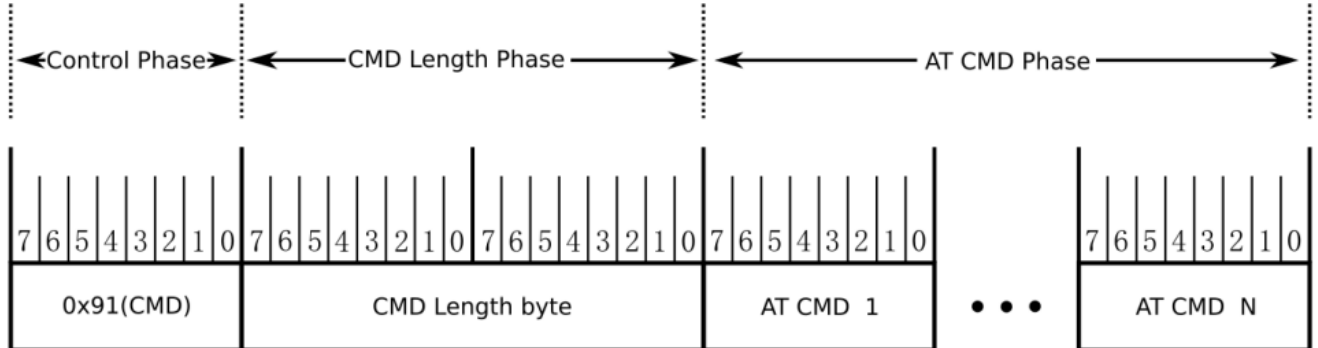 Control Phase CMD Length Phase AT CMD Phase
7 6 5 4 3 2 1 0 7 6 5 4 3 2 1 0 7 6 5 4 3 2 1 0 7 6 5 4 3 2 1 0 7 6 5 4 3 2 1 0
0x91(CMD) CMD Length byte AT CMD 1 ••• AT CMD N